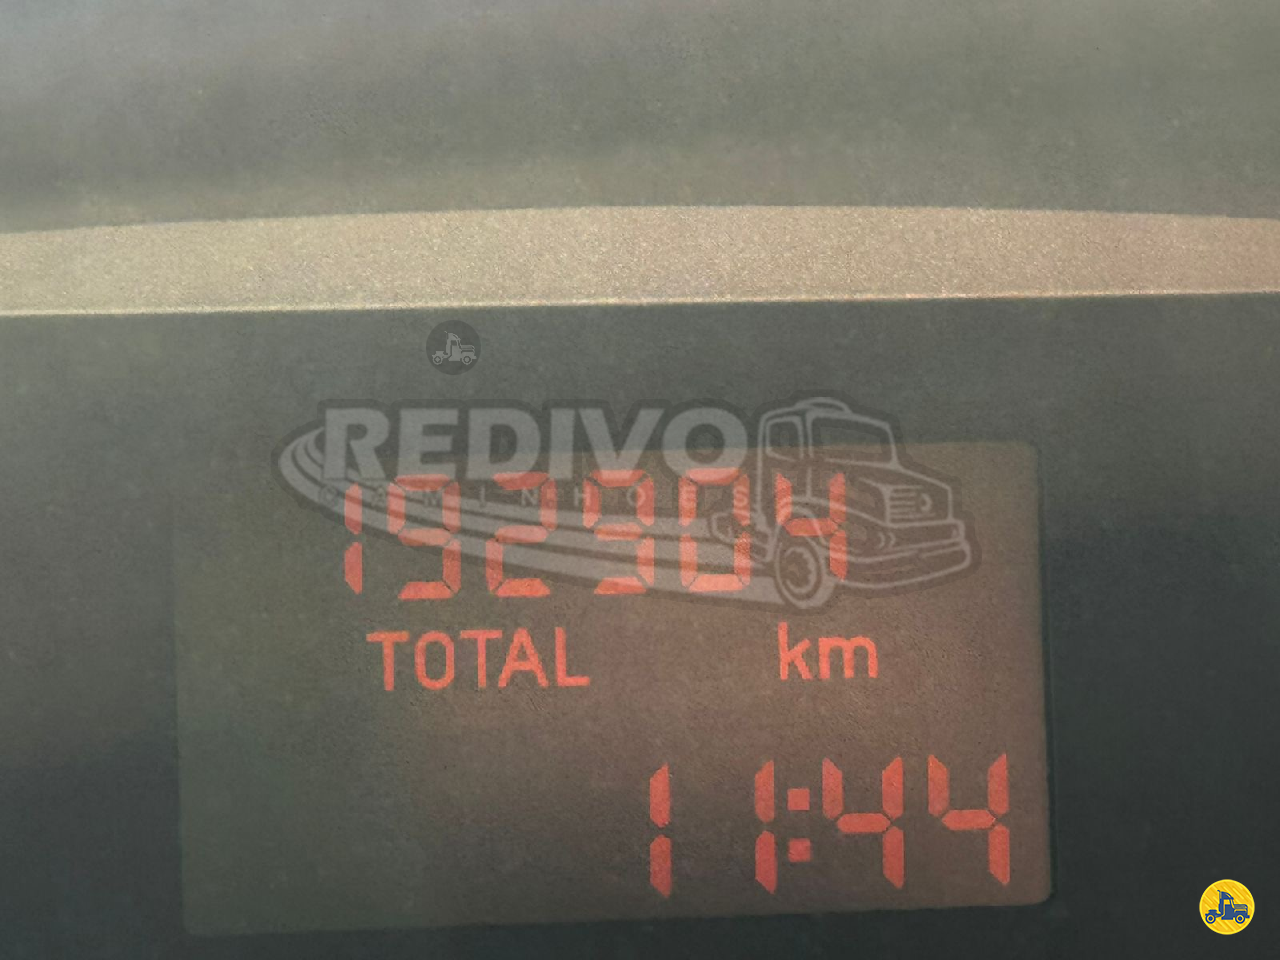 REDIVO
CAMINHÕES
192904
TOTAL km
11:44